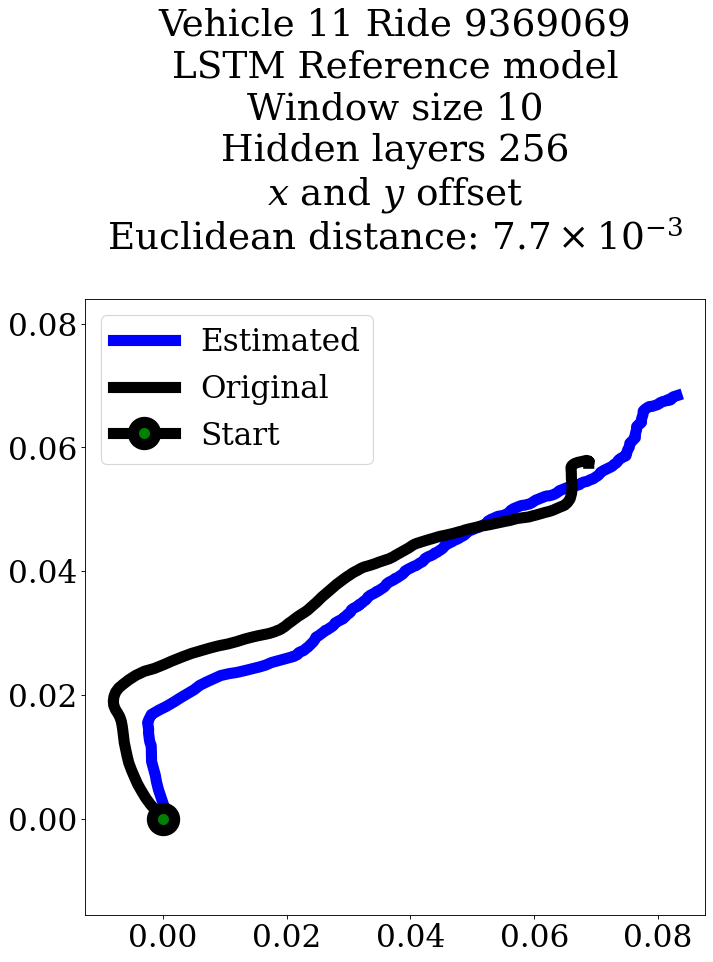 Vehicle 11 Ride 9369069
LSTM Reference model
Window size 10
Hidden layers 256
x and y offset
Euclidean distance: 7.7 × 10⁻³
Estimated
Original
Start
0.08
0.06
0.04
0.02
0.00
0.00 0.02 0.04 0.06 0.08